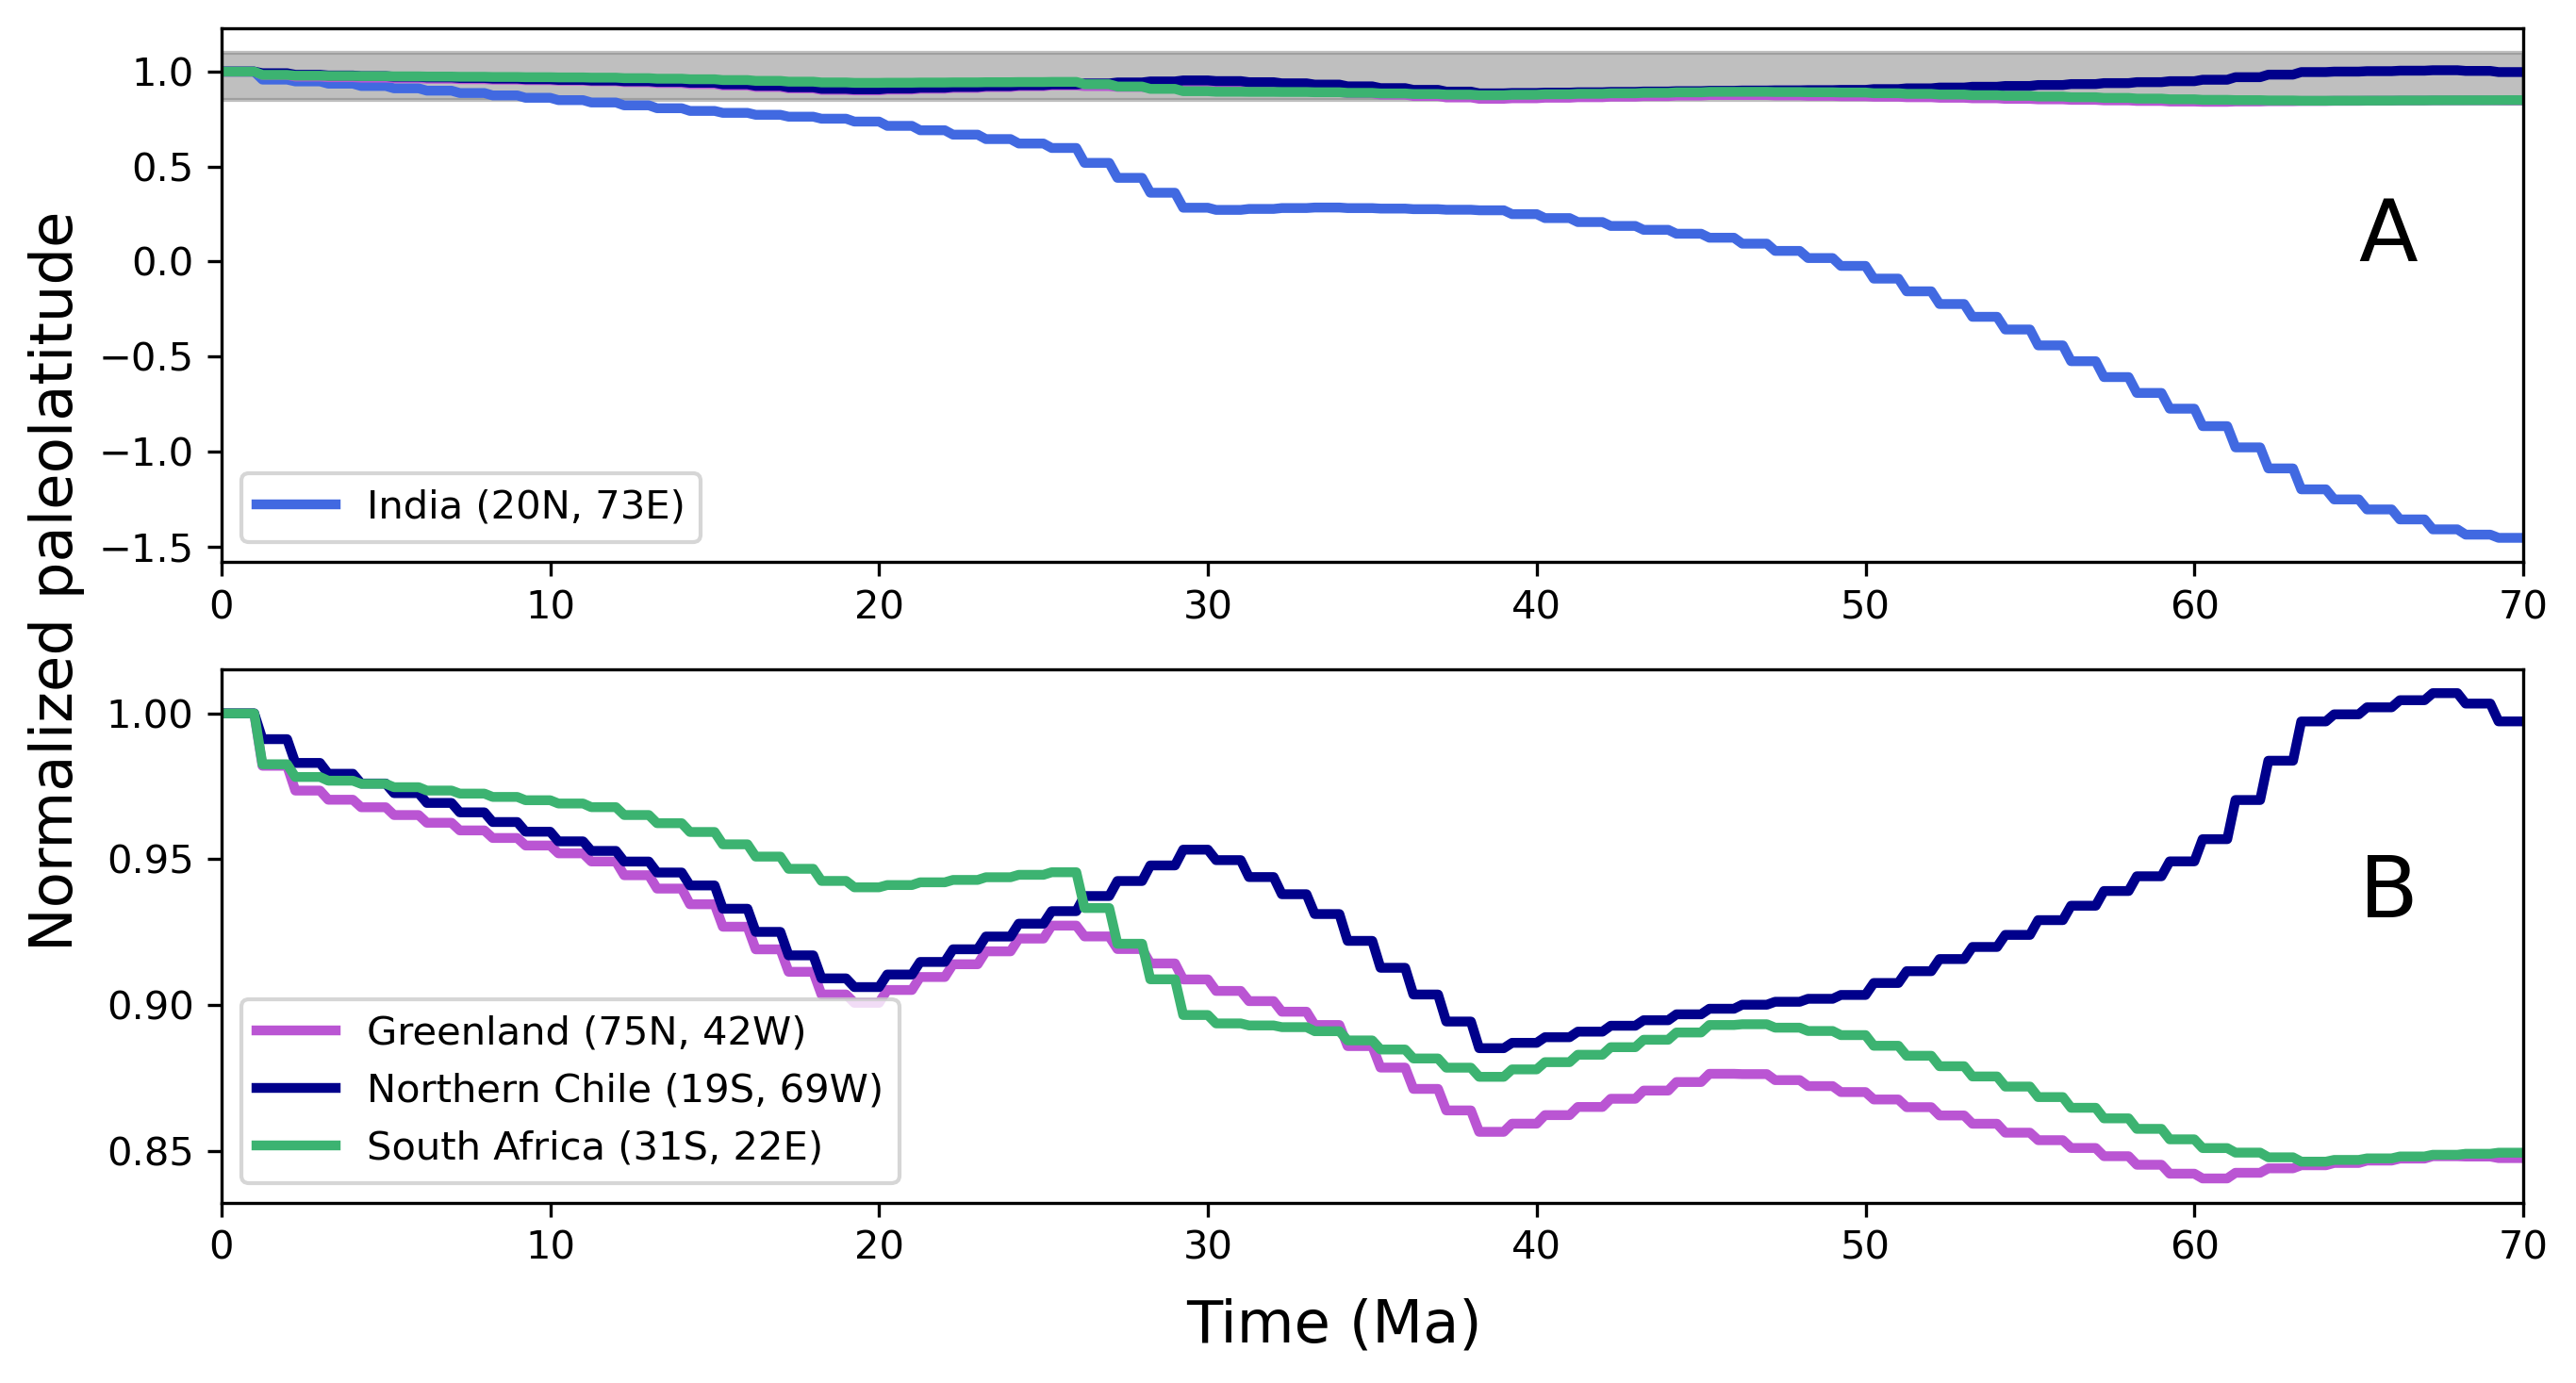 Normalized paleolatitude
1.0
0.5
0.0
−0.5
−1.0
−1.5
A
India (20N, 73E)
0 10 20 30 40 50 60 70
1.00
0.95
0.90
0.85
B
Greenland (75N, 42W)
Northern Chile (19S, 69W)
South Africa (31S, 22E)
0 10 20 30 40 50 60 70
Time (Ma)